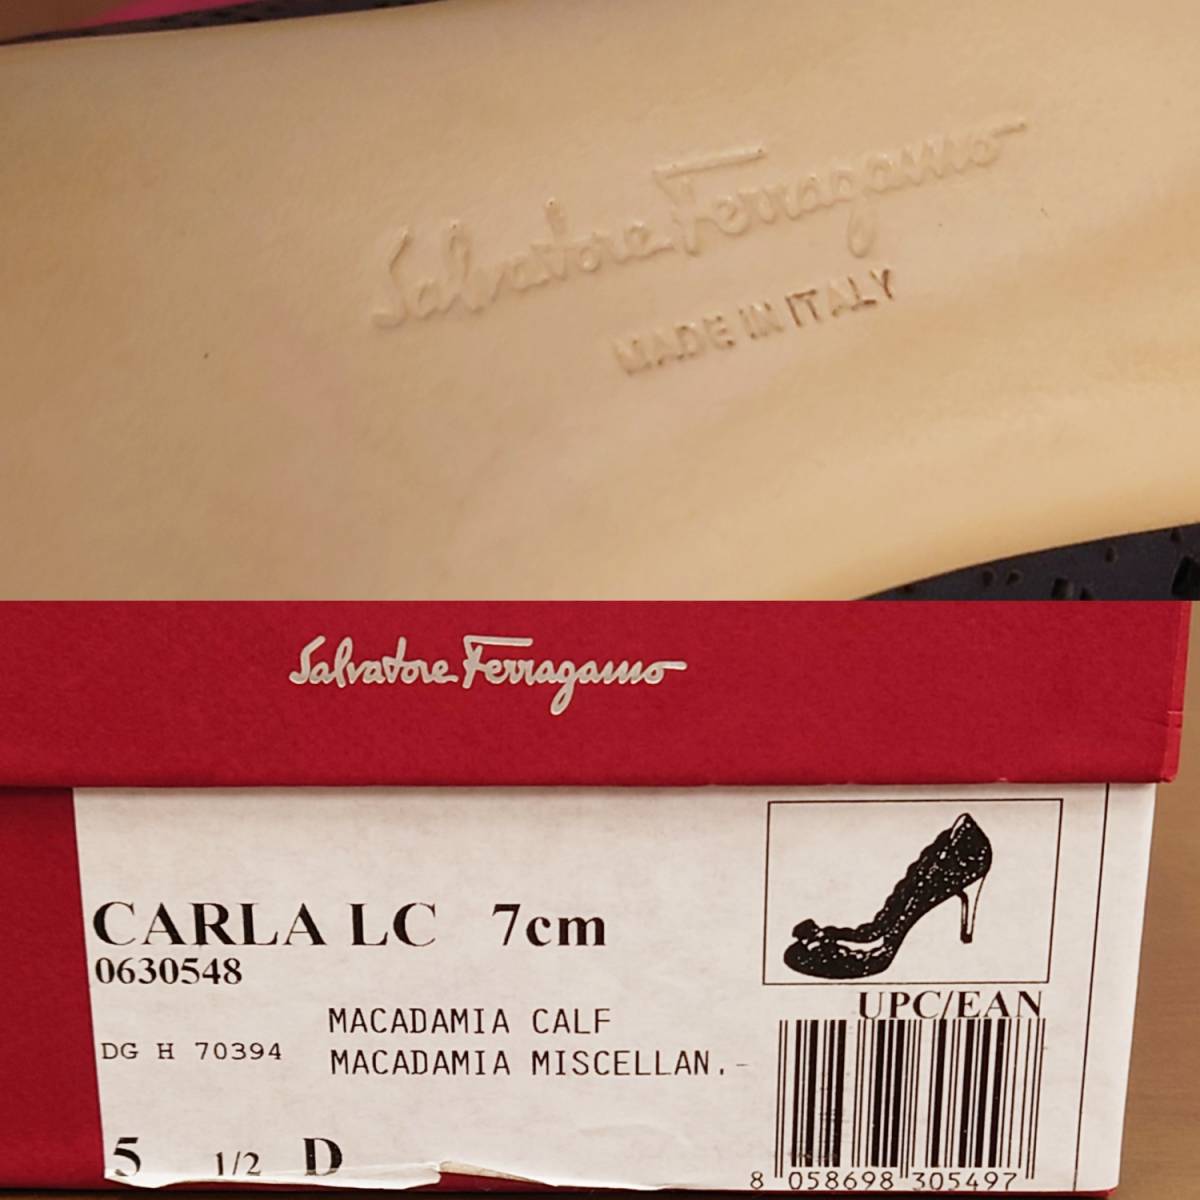 Salvatore Ferragamo
MADE IN ITALY
Salvatore Ferragamo
CARLA LC 7cm
0630548
MACADAMIA CALF
DG H 70394
MACADAMIA MISCELLAN.-
5 1/2 D
UPC/EAN
8 058698 305497